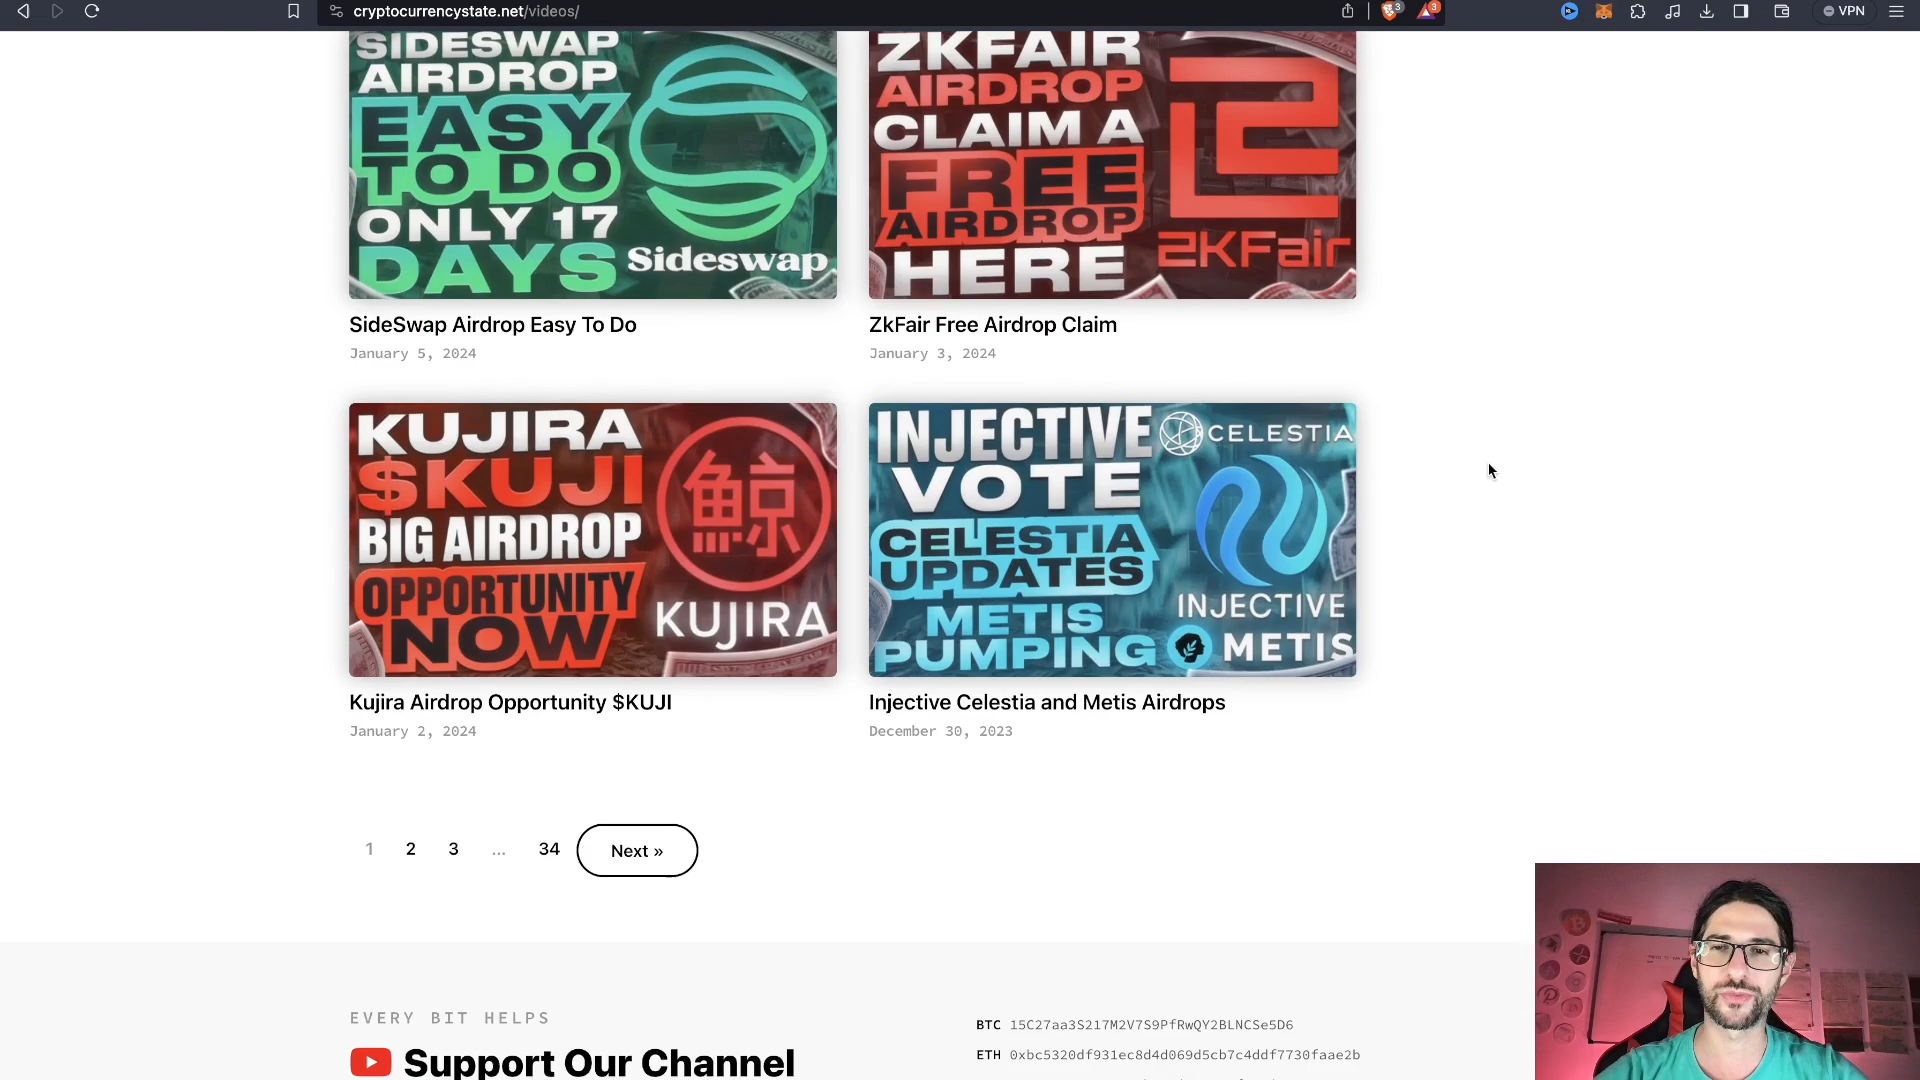 cryptocurrencystate.net/videos/
3
3
VPN
SIDESWAP
AIRDROP
EASY
TO DO
ONLY 17
DAYS
Sideswap
ZKFAIR
AIRDROP
CLAIM A
FREE
AIRDROP
HERE
ZKFair
SideSwap Airdrop Easy To Do
January 5, 2024
ZkFair Free Airdrop Claim
January 3, 2024
KUJIRA
$KUJI
BIG AIRDROP
OPPORTUNITY
NOW
鯨
KUJIRA
INJECTIVE
VOTE
CELESTIA
UPDATES
METIS
PUMPING
CELESTIA
INJECTIVE
METIS
Kujira Airdrop Opportunity $KUJI
January 2, 2024
Injective Celestia and Metis Airdrops
December 30, 2023
1 2 3 ... 34 Next »
EVERY BIT HELPS
Support Our Channel
BTC 15C27aa3S217M2V7S9PfRwQY2BLNCSe5D6
ETH 0xbc5320df931ec8d4d069d5cb7c4ddf7730faae2b